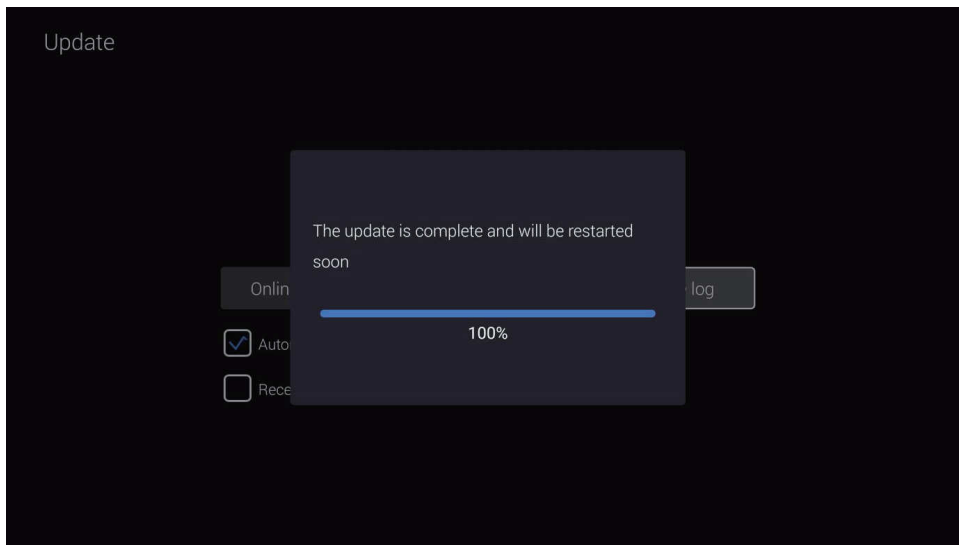 Update
The update is complete and will be restarted
soon
Onlin
log
100%
Auto
Rece